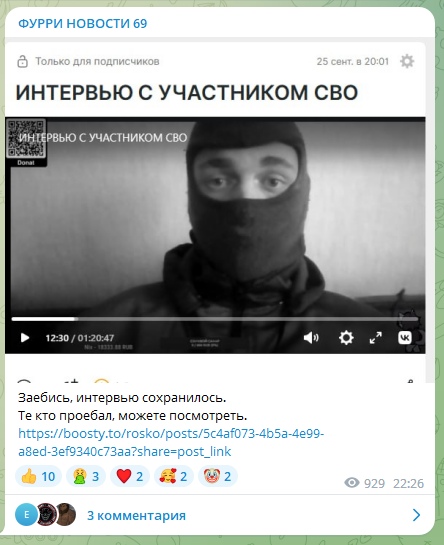 ФУРРИ НОВОСТИ 69
Только для подписчиков
25 сент. в 20:01
ИНТЕРВЬЮ С УЧАСТНИКОМ СВО
ИНТЕРВЬЮ С УЧАСТНИКОМ СВО
Donat
12:30 / 01:20:47
Заебись, интервью сохранилось.
Те кто проебал, можете посмотреть.
https://boosty.to/rosko/posts/5c4af073-4b5a-4e99-
a8ed-3ef9340c73aa?share=post_link
10
3
2
2
2
929
22:26
E
3 комментария